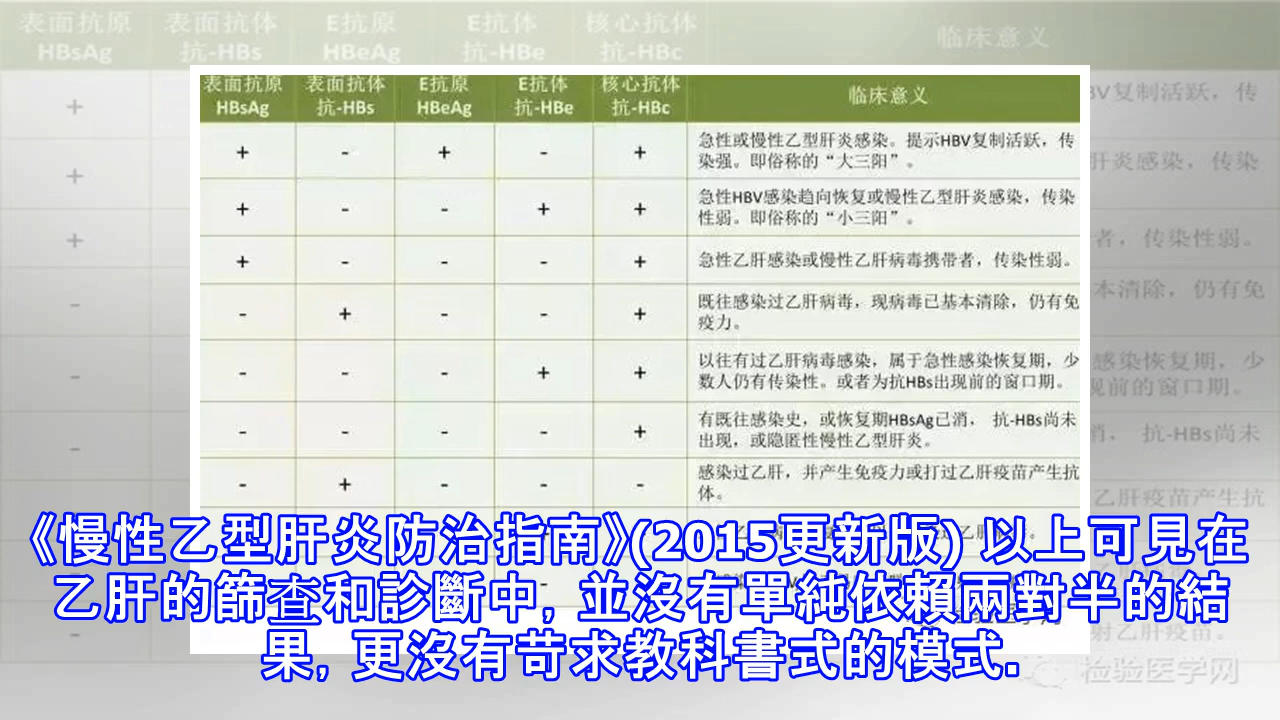 表面抗原 表面抗体 E抗原 E抗体 核心抗体 临床意义
HBsAg 抗-HBs HBeAg 抗-HBe 抗-HBc
+ - + - + 急性或慢性乙型肝炎感染。提示HBV复制活跃，传
染强。即俗称的“大三阳”。
+ - - + + 急性HBV感染趋向恢复或慢性乙型肝炎感染，传染
性弱。即俗称的“小三阳”。
+ - - - + 急性乙肝感染或慢性乙肝病毒携带者，传染性弱。
- + - - + 既往感染过乙肝病毒，现病毒已基本清除，仍有免
疫力。
- - - + + 以往有过乙肝病毒感染，属于急性感染恢复期，少
数人仍有传染性。或者为抗HBs出现前的窗口期。
- - - - + 有既往感染史，或恢复期HBsAg已消， 抗-HBs尚未
出现，或隐匿性慢性乙型肝炎。
- + - - - 感染过乙肝，并产生免疫力或打过乙肝疫苗产生抗
体。
《慢性乙型肝炎防治指南》(2015更新版) 以上可見在
乙肝的篩查和診斷中, 並沒有單純依賴兩對半的結
果, 更沒有苛求教科書式的模式.
检验医学网